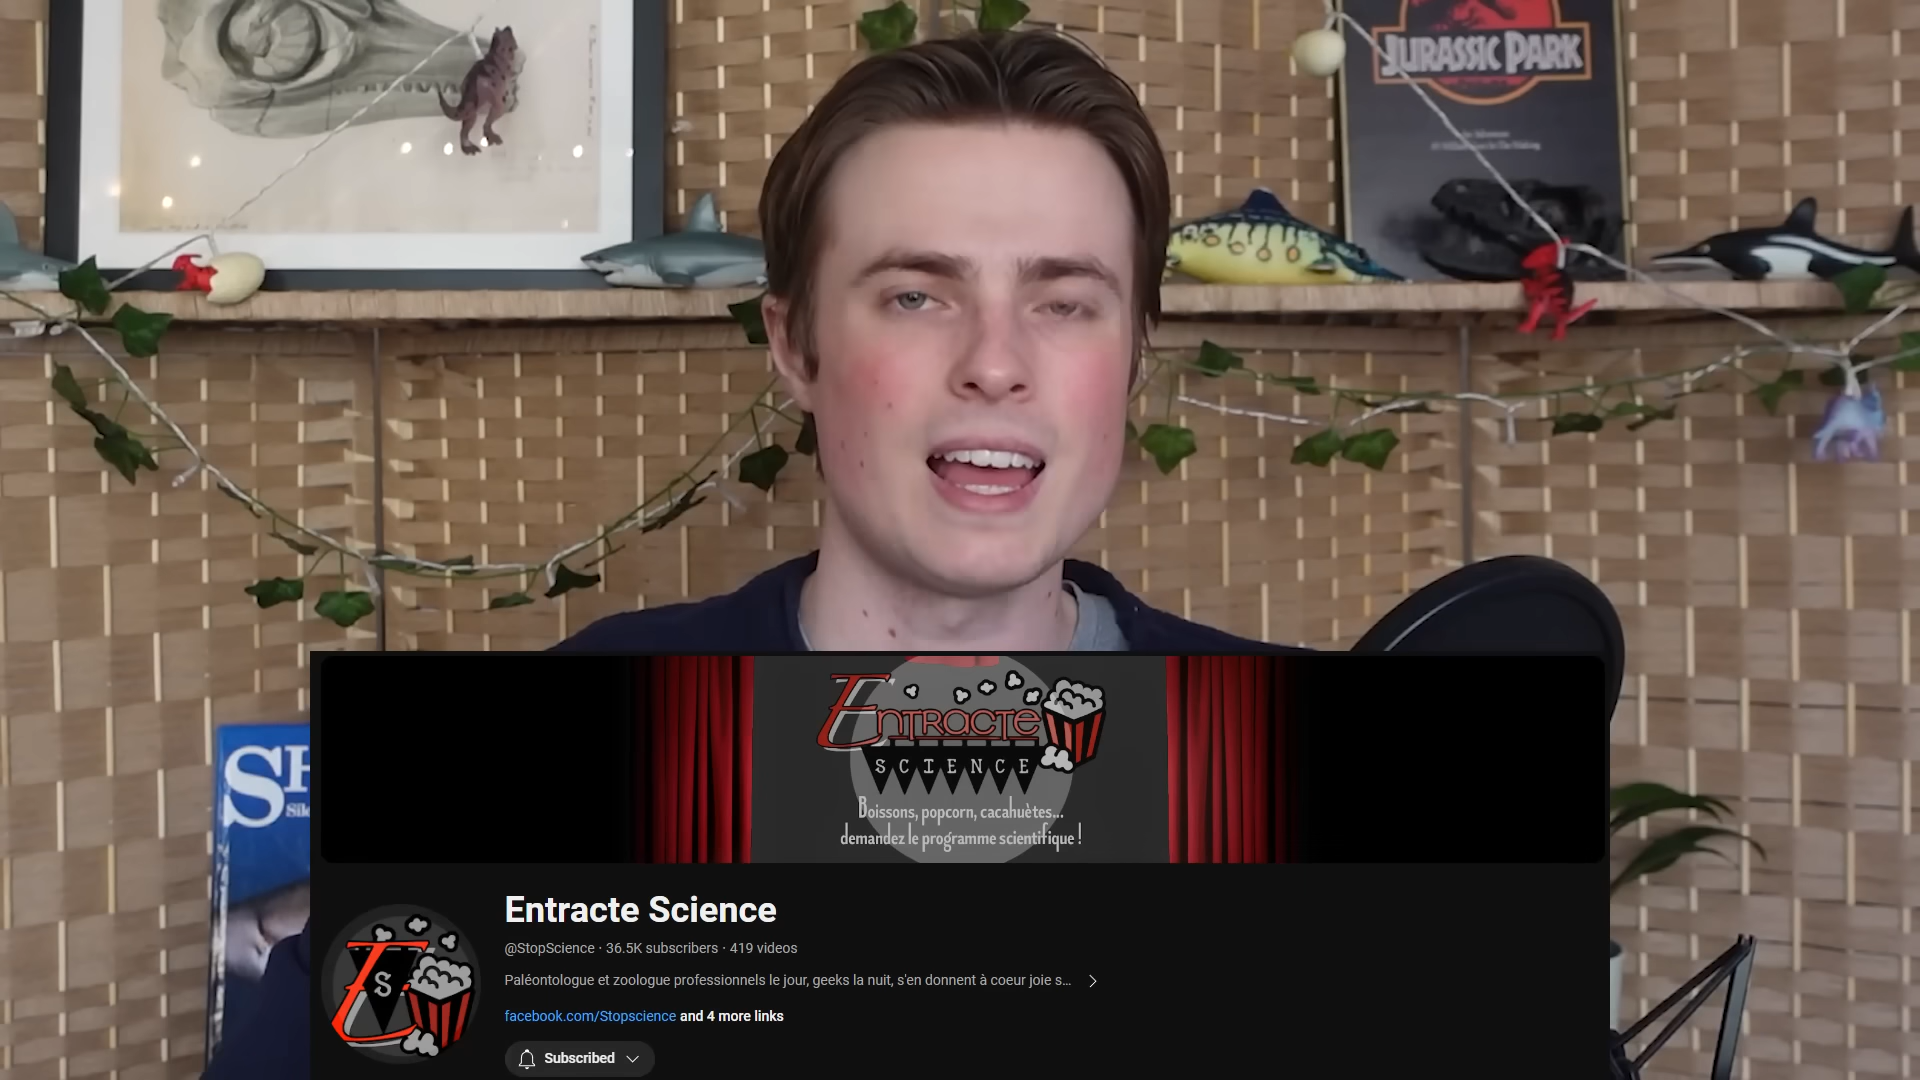 JURASSIC PARK
SH
ENTRACTE
SCIENCE
Boissons, popcorn, cacahuètes...
demandez le programme scientifique !
Entracte Science
@StopScience · 36.5K subscribers · 419 videos
Paléontologue et zoologue professionnels le jour, geeks la nuit, s'en donnent à coeur joie s...
ES
facebook.com/Stopscience and 4 more links
Subscribed